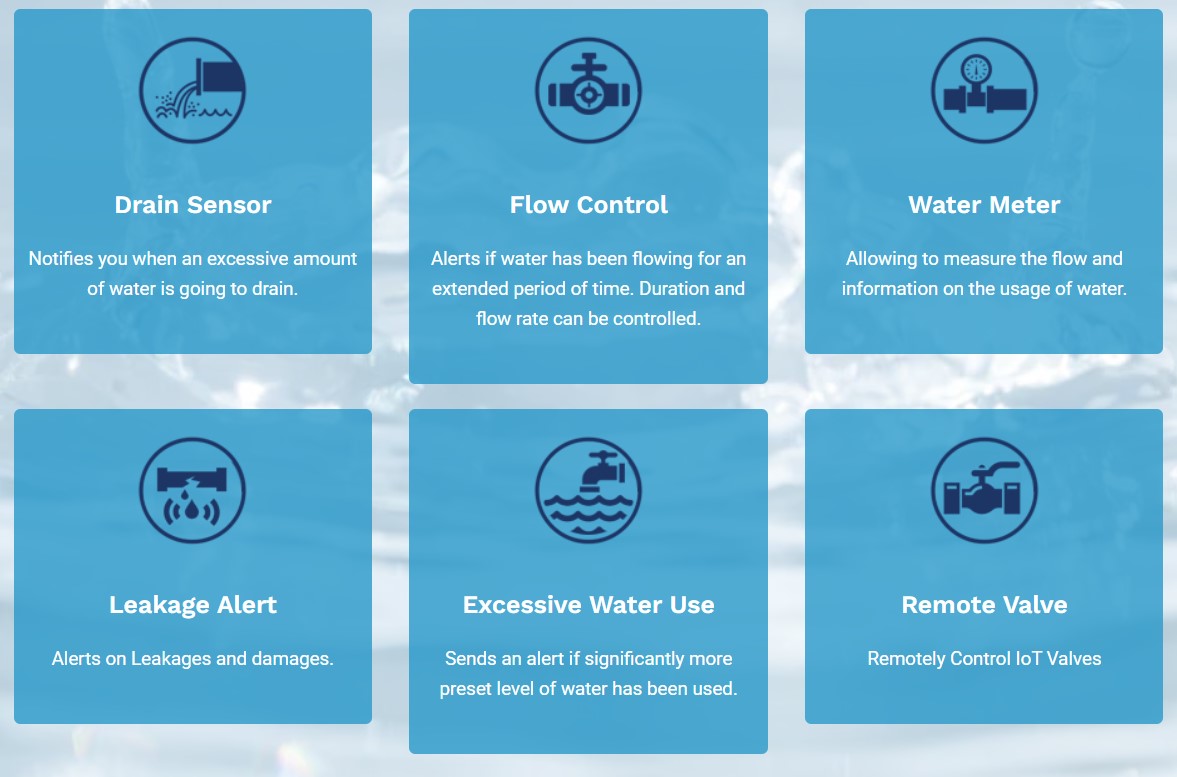 Drain Sensor
Notifies you when an excessive amount
of water is going to drain.
Flow Control
Alerts if water has been flowing for an
extended period of time. Duration and
flow rate can be controlled.
Water Meter
Allowing to measure the flow and
information on the usage of water.
Leakage Alert
Alerts on Leakages and damages.
Excessive Water Use
Sends an alert if significantly more
preset level of water has been used.
Remote Valve
Remotely Control IoT Valves